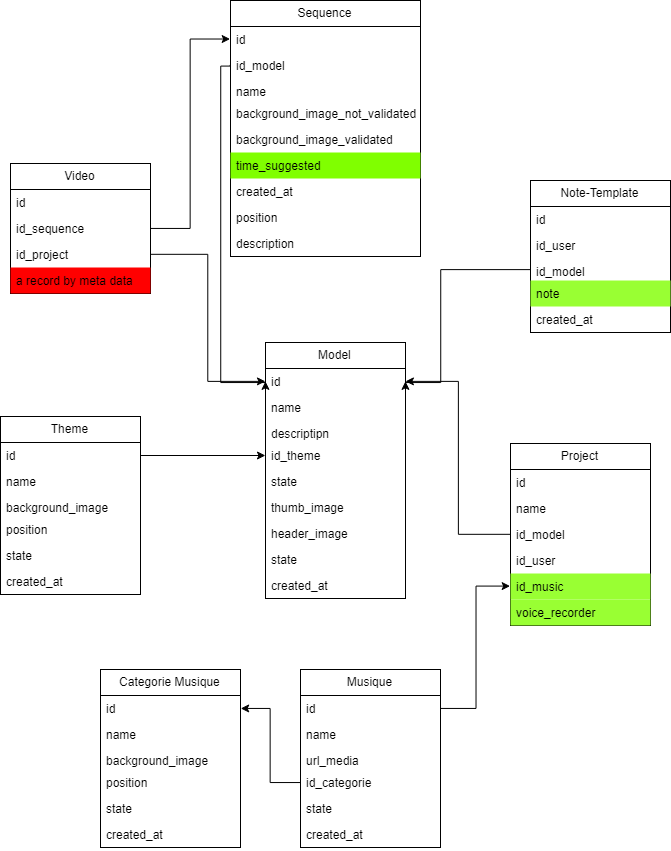 Sequence
id
id_model
name
background_image_not_validated
background_image_validated
time_suggested
created_at
position
description
Video
id
id_sequence
id_project
a record by meta data
Note-Template
id
id_user
id_model
note
created_at
Model
id
name
descriptipn
id_theme
state
thumb_image
header_image
state
created_at
Theme
id
name
background_image
position
state
created_at
Project
id
name
id_model
id_user
id_music
voice_recorder
Categorie Musique
id
name
background_image
position
state
created_at
Musique
id
name
url_media
id_categorie
state
created_at